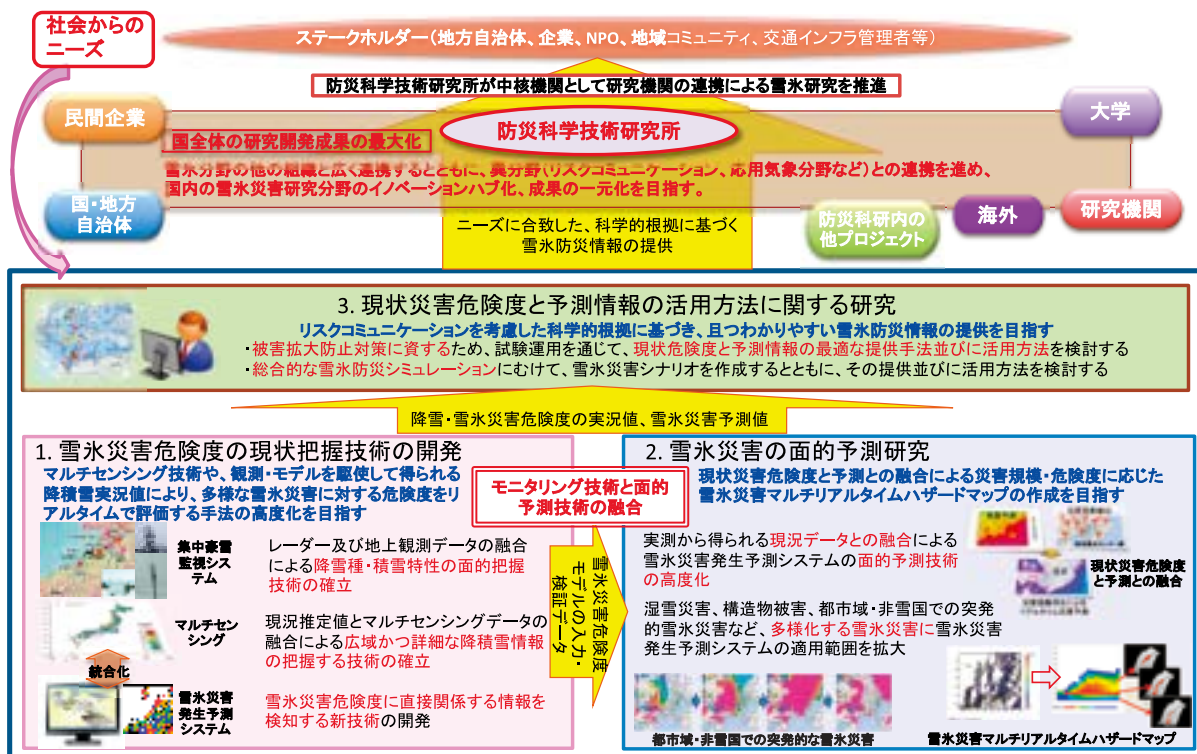 社会からの
ニーズ
ステークホルダー(地方自治体、企業、NPO、地域コミュニティ、交通インフラ管理者等)
防災科学技術研究所が中核機関として研究機関の連携による雪氷研究を推進
民間企業
大学
防災科学技術研究所
国全体の研究開発成果の最大化
雪氷分野の他の組織と広く連携するとともに、異分野(リスクコミュニケーション、応用気象分野など)との連携を進め、
国内の雪氷災害研究分野のイノベーションハブ化、成果の一元化を目指す。
国・地方
自治体
ニーズに合致した、科学的根拠に基づく
雪氷防災情報の提供
防災科研内の
他プロジェクト
海外
研究機関
3. 現状災害危険度と予測情報の活用方法に関する研究
リスクコミュニケーションを考慮した科学的根拠に基づき、且つわかりやすい雪氷防災情報の提供を目指す
・被害拡大防止対策に資するため、試験運用を通じて、現状危険度と予測情報の最適な提供手法並びに活用方法を検討する
・総合的な雪氷防災シミュレーションにむけて、雪氷災害シナリオを作成するとともに、その提供並びに活用方法を検討する
降雪・雪氷災害危険度の実況値、雪氷災害予測値
1. 雪氷災害危険度の現状把握技術の開発
マルチセンシング技術や、観測・モデルを駆使して得られる
降積雪実況値により、多様な雪氷災害に対する危険度をリ
アルタイムで評価する手法の高度化を目指す
集中豪雪
監視シス
テム
レーダー及び地上観測データの融合
による降雪種・積雪特性の面的把握
技術の確立
マルチセン
シング
現況推定値とマルチセンシングデータの
融合による広域かつ詳細な降積雪情報
の把握する技術の確立
統合化
雪氷災害
発生予測
システム
雪氷災害危険度に直接関係する情報を
検知する新技術の開発
モニタリング技術と面的
予測技術の融合
雪氷災害危険度
モデルの入力・
検証データ
2. 雪氷災害の面的予測研究
現状災害危険度と予測との融合による災害規模・危険度に応じた
雪氷災害マルチリアルタイムハザードマップの作成を目指す
実測から得られる現況データとの融合による
雪氷災害発生予測システムの面的予測技術
の高度化
現状災害危険度
と予測との融合
湿雪災害、構造物被害、都市域・非雪国での突発
的雪氷災害など、多様化する雪氷災害に雪氷災害
発生予測システムの適用範囲を拡大
都市域・非雪国での突発的な雪氷災害
雪氷災害マルチリアルタイムハザードマップ